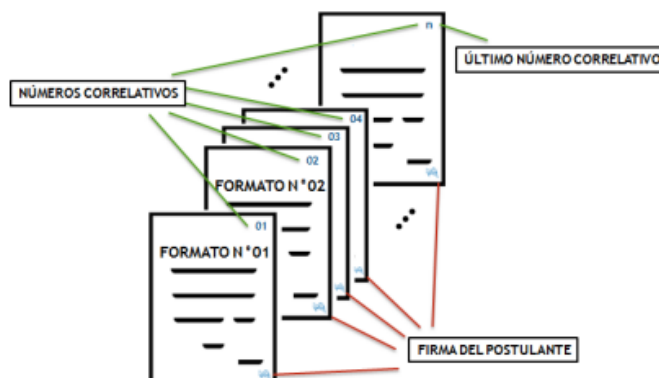 n
ÚLTIMO NÚMERO CORRELATIVO
NÚMEROS CORRELATIVOS
04
03
02
FORMATO N°02
01
FORMATO N°01
FIRMA DEL POSTULANTE